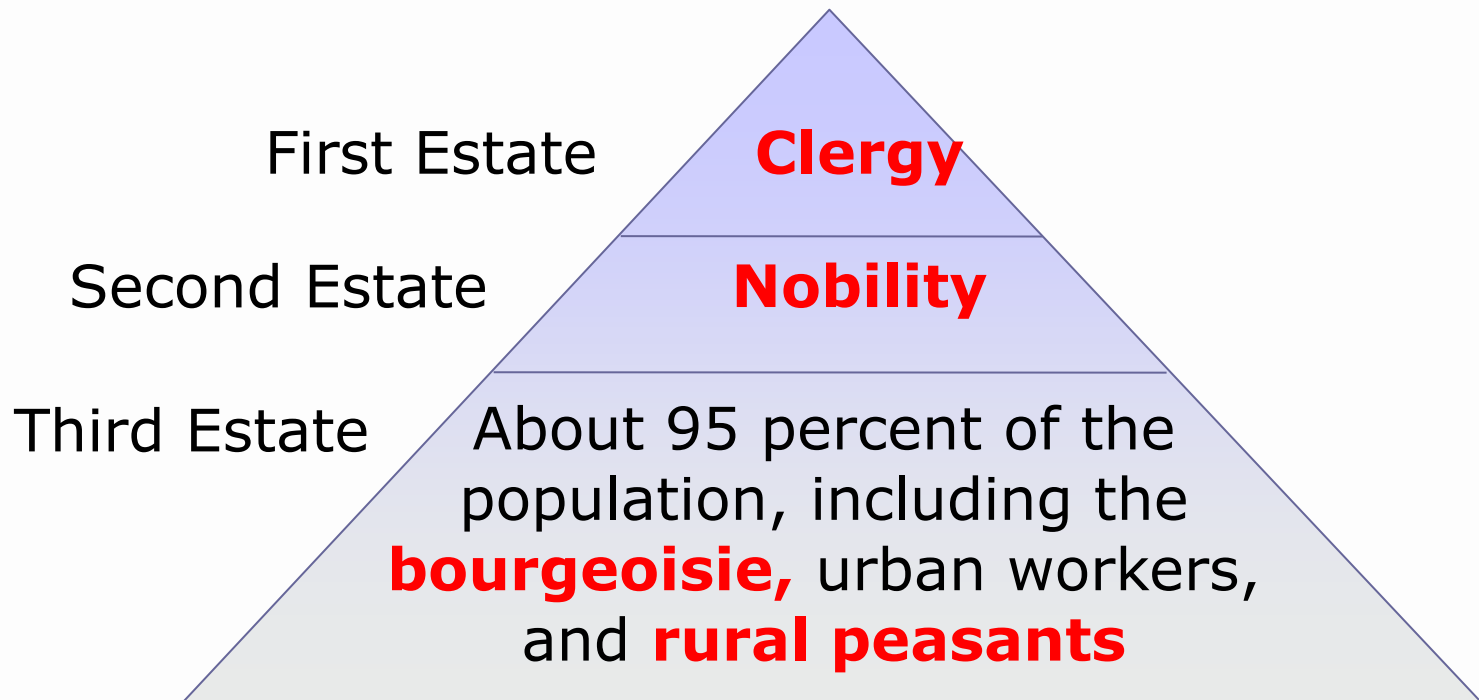 First Estate Clergy
Second Estate Nobility
Third Estate About 95 percent of the
population, including the
bourgeoisie, urban workers,
and rural peasants